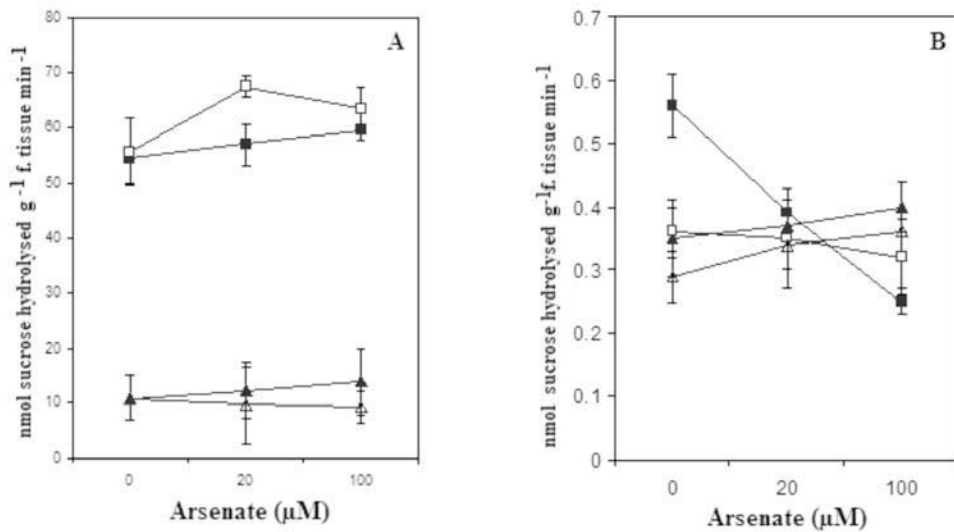 A
nmol sucrose hydrolysed g⁻¹ f. tissue min⁻¹
80
70
60
50
40
30
20
10
0
0 20 100
Arsenate (µM)
B
nmol sucrose hydrolysed g⁻¹f. tissue min⁻¹
0.7
0.6
0.5
0.4
0.3
0.2
0.1
0
0 20 100
Arsenate (µM)